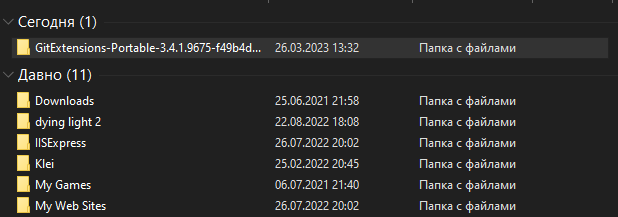 Сегодня (1)
GitExtensions-Portable-3.4.1.9675-f49b4d... 26.03.2023 13:32 Папка с файлами
Давно (11)
Downloads 25.06.2021 21:58 Папка с файлами
dying light 2 22.08.2022 18:08 Папка с файлами
IISExpress 26.07.2022 20:02 Папка с файлами
Klei 25.02.2022 20:45 Папка с файлами
My Games 06.07.2021 21:40 Папка с файлами
My Web Sites 26.07.2022 20:02 Папка с файлами